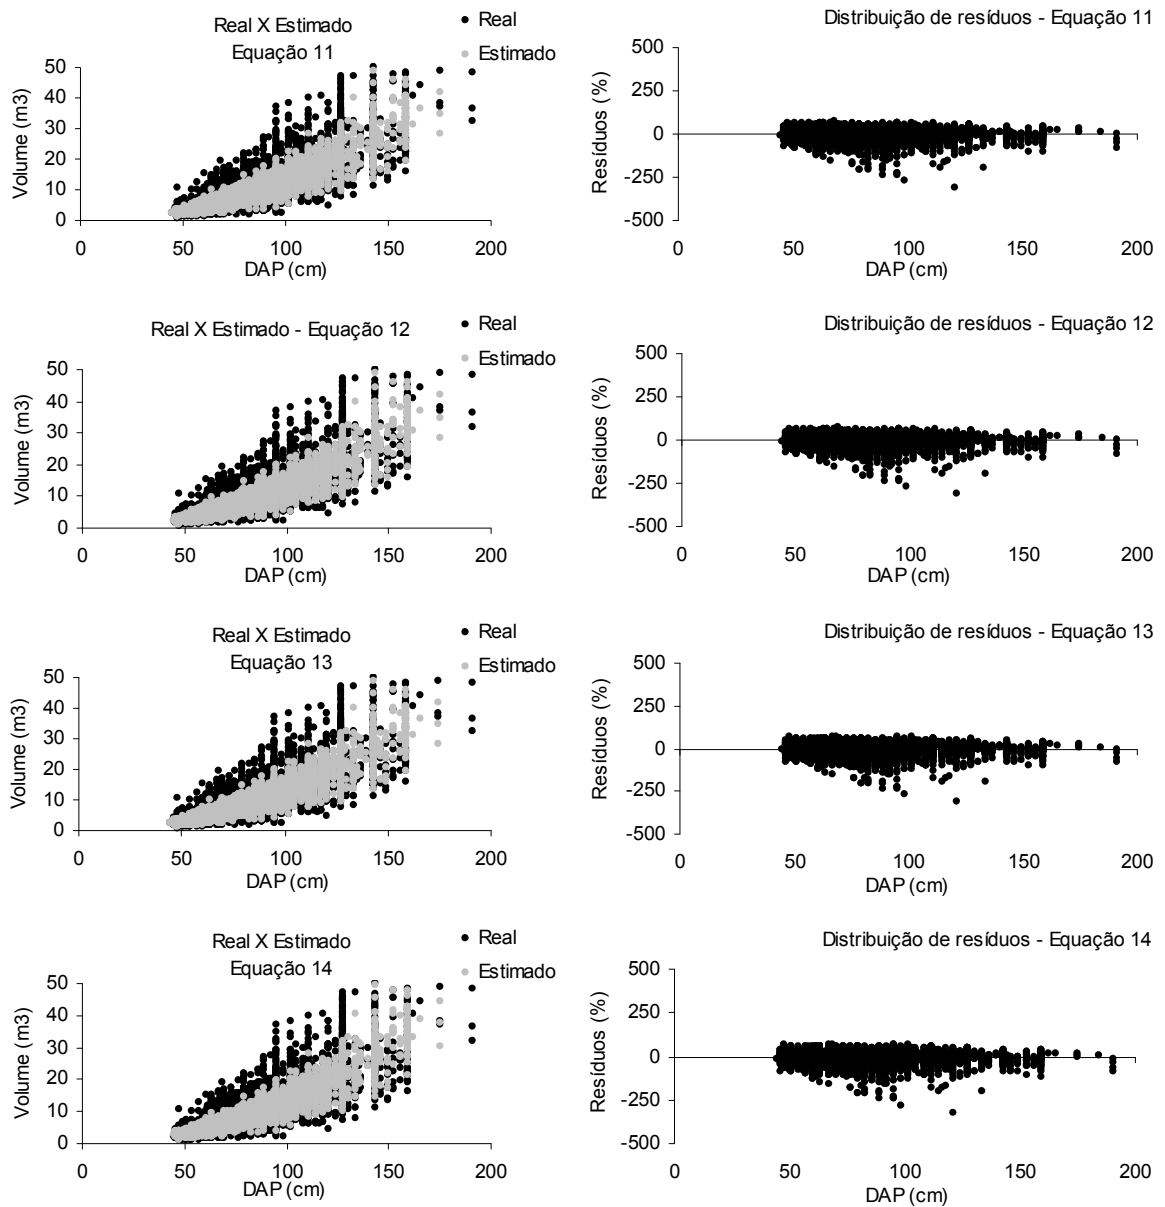 Real X Estimado
Equação 11
Real
Estimado
50
40
30
20
10
0
Volume (m3)
0 50 100 150 200
DAP (cm)
Distribuição de resíduos - Equação 11
500
250
0
-250
-500
Resíduos (%)
0 50 100 150 200
DAP (cm)
Real X Estimado - Equação 12
Real
Estimado
50
40
30
20
10
0
Volume (m3)
0 50 100 150 200
DAP (cm)
Distribuição de resíduos - Equação 12
500
250
0
-250
-500
Resíduos (%)
0 50 100 150 200
DAP (cm)
Real X Estimado
Equação 13
Real
Estimado
50
40
30
20
10
0
Volume (m3)
0 50 100 150 200
DAP (cm)
Distribuição de resíduos - Equação 13
500
250
0
-250
-500
Resíduos (%)
0 50 100 150 200
DAP (cm)
Real X Estimado
Equação 14
Real
Estimado
50
40
30
20
10
0
Volume (m3)
0 50 100 150 200
DAP (cm)
Distribuição de resíduos - Equação 14
500
250
0
-250
-500
Resíduos (%)
0 50 100 150 200
DAP (cm)